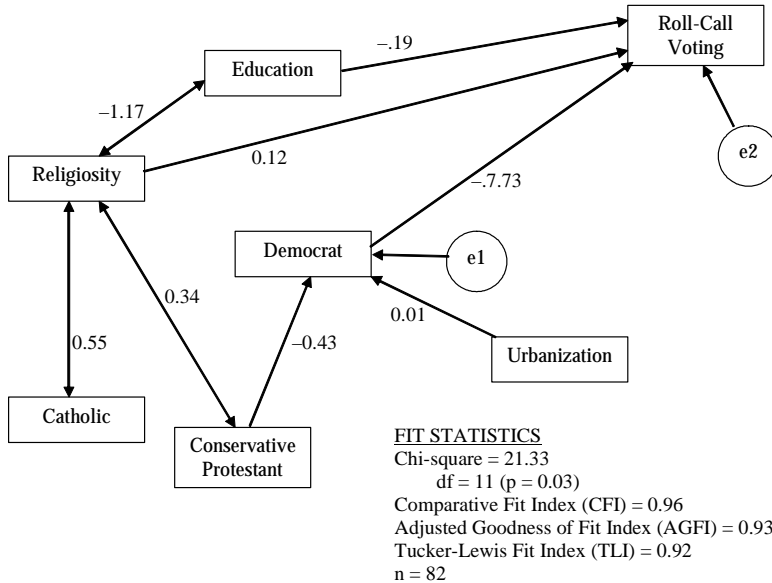 Roll-Call
Voting
–.19
Education
–1.17
e2
0.12
Religiosity
–.7.73
Democrat
e1
0.34
0.01
–0.43
0.55
Urbanization
Catholic
Conservative
Protestant
FIT STATISTICS
Chi-square = 21.33
df = 11 (p = 0.03)
Comparative Fit Index (CFI) = 0.96
Adjusted Goodness of Fit Index (AGFI) = 0.93
Tucker-Lewis Fit Index (TLI) = 0.92
n = 82